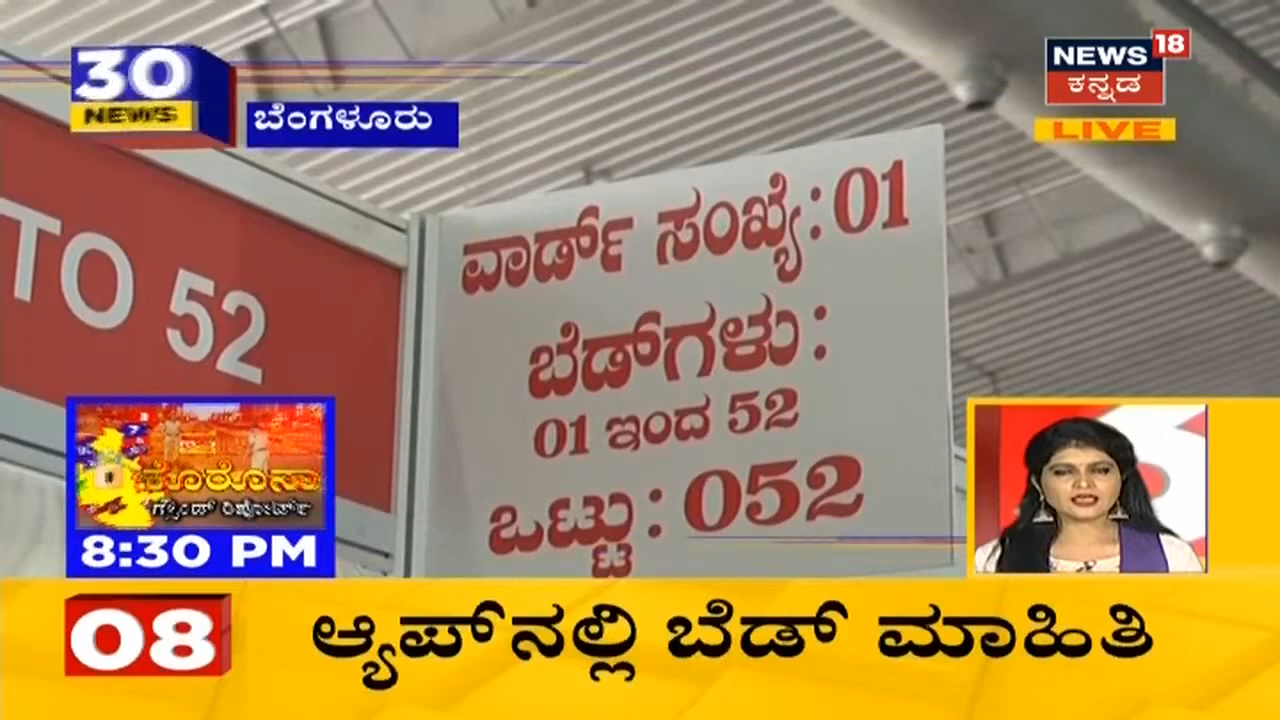 30
NEWS
ಬೆಂಗಳೂರು
NEWS 18
ಕನ್ನಡ
LIVE
TO 52
ವಾರ್ಡ್ ಸಂಖ್ಯೆ: 01
ಬೆಡ್‌ಗಳು:
01 ಇಂದ 52
ಒಟ್ಟು: 052
ಕೊರೊನಾ
ಗ್ರೌಂಡ್ ರಿಪೋರ್ಟ್
8:30 PM
08
ಆ್ಯಪ್‌ನಲ್ಲಿ ಬೆಡ್ ಮಾಹಿತಿ